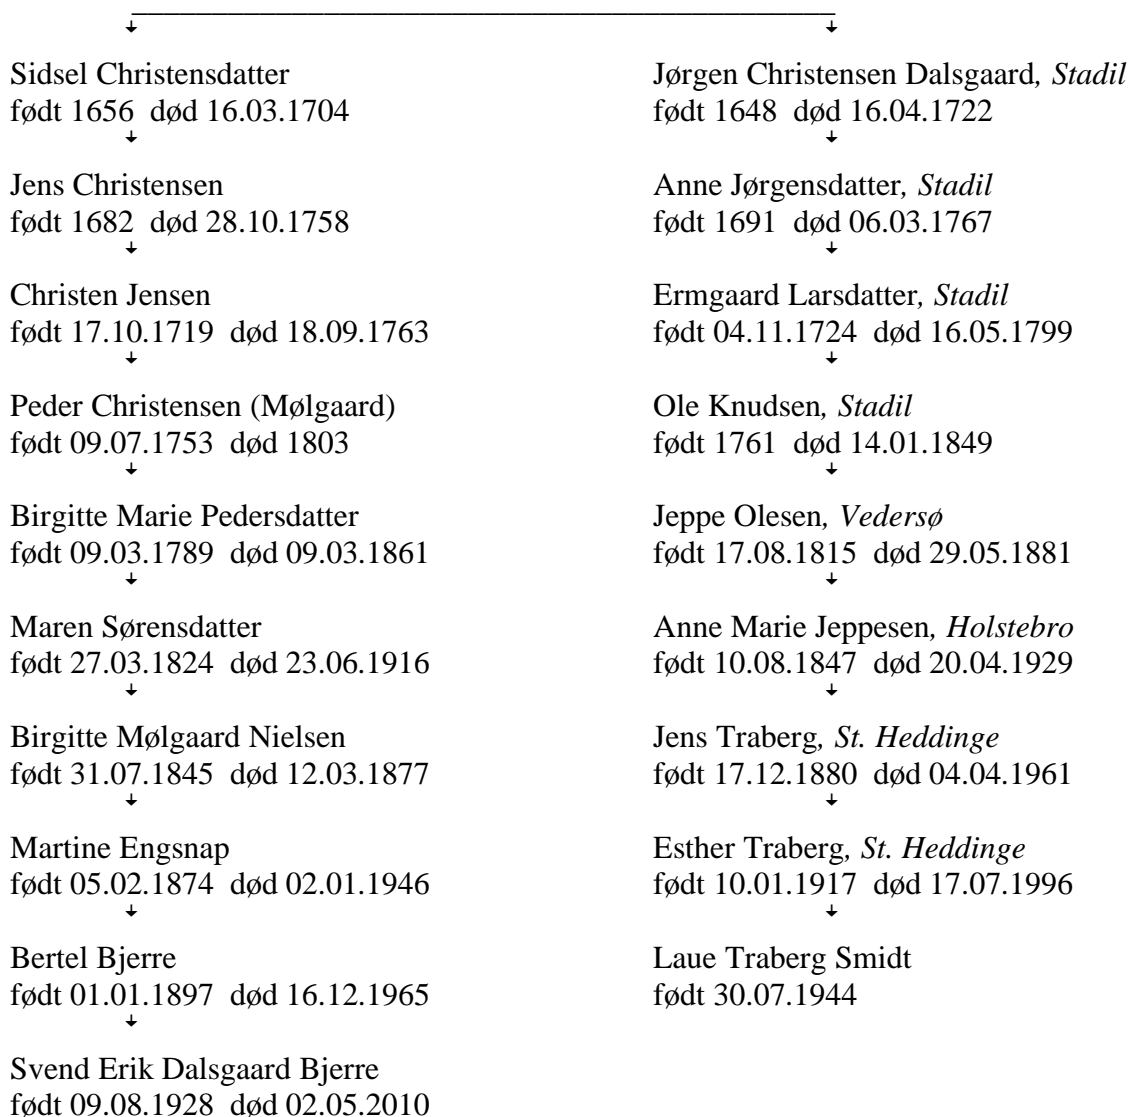 Sidsel Christensdatter
født 1656 død 16.03.1704
Jens Christensen
født 1682 død 28.10.1758
Christen Jensen
født 17.10.1719 død 18.09.1763
Peder Christensen (Mølgaard)
født 09.07.1753 død 1803
Birgitte Marie Pedersdatter
født 09.03.1789 død 09.03.1861
Maren Sørensdatter
født 27.03.1824 død 23.06.1916
Birgitte Mølgaard Nielsen
født 31.07.1845 død 12.03.1877
Martine Engsnap
født 05.02.1874 død 02.01.1946
Bertel Bjerre
født 01.01.1897 død 16.12.1965
Svend Erik Dalsgaard Bjerre
født 09.08.1928 død 02.05.2010
Jørgen Christensen Dalsgaard, Stadil
født 1648 død 16.04.1722
Anne Jørgensdatter, Stadil
født 1691 død 06.03.1767
Ermgaard Larsdatter, Stadil
født 04.11.1724 død 16.05.1799
Ole Knudsen, Stadil
født 1761 død 14.01.1849
Jeppe Olesen, Vedersø
født 17.08.1815 død 29.05.1881
Anne Marie Jeppesen, Holstebro
født 10.08.1847 død 20.04.1929
Jens Traberg, St. Heddinge
født 17.12.1880 død 04.04.1961
Esther Traberg, St. Heddinge
født 10.01.1917 død 17.07.1996
Laue Traberg Smidt
født 30.07.1944